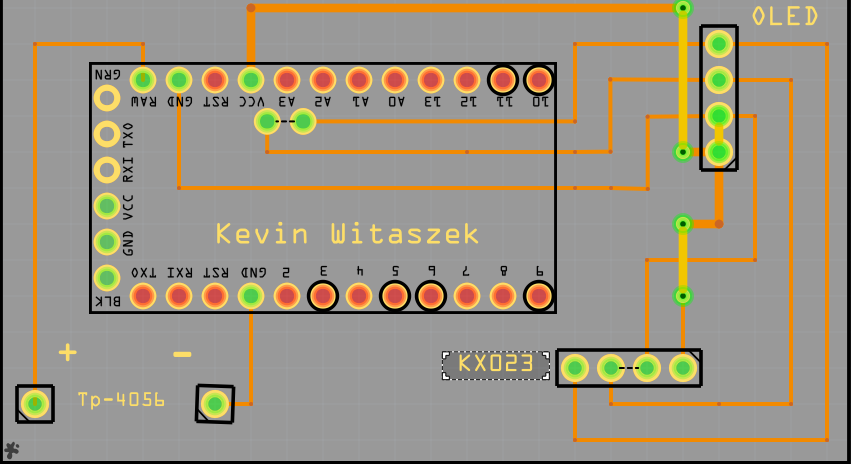 OLED
GRN
RAW GND RST VCC A3 A2 A1 A0 13 12 11 10
TXO
RXI
VCC
GND
BLK
Kevin Witaszek
TXO RXI RST GND 2 3 4 5 6 7 8 9
+ -
Tp-4056
KX023